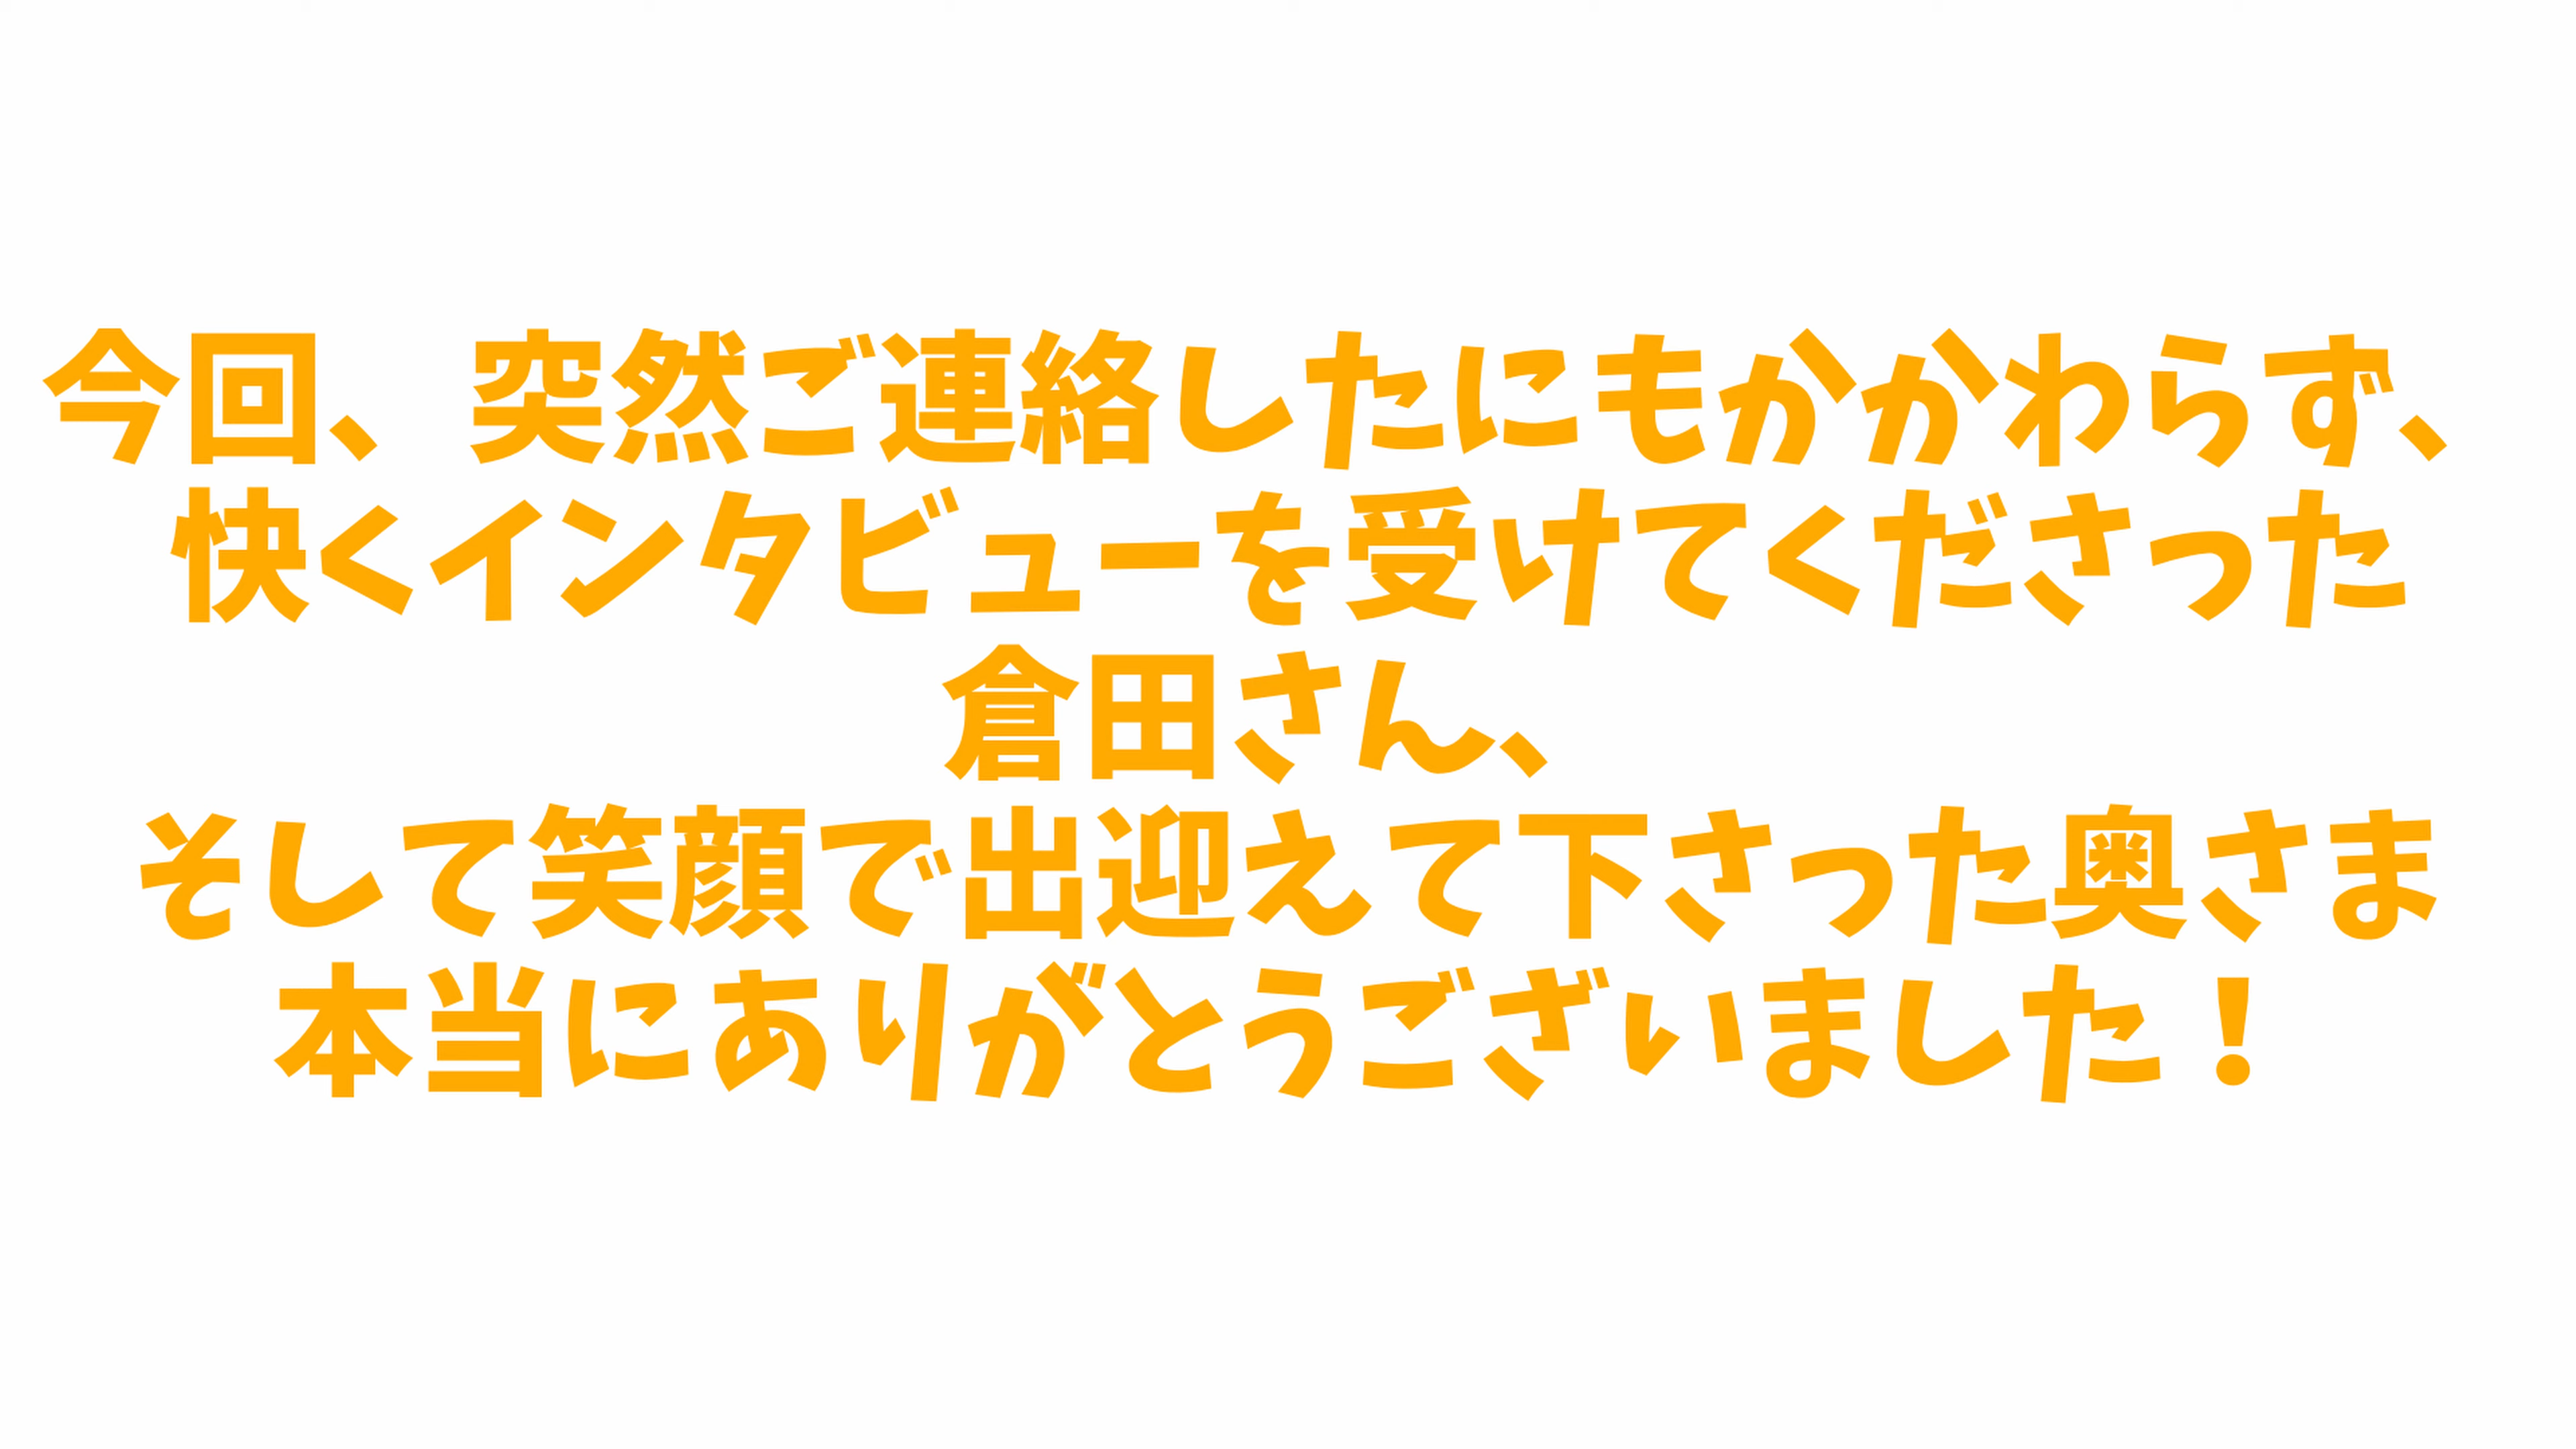 今回、突然ご連絡したにもかかわらず、
快くインタビューを受けてくださった
倉田さん、
そして笑顔で出迎えて下さった奥さま
本当にありがとうございました！